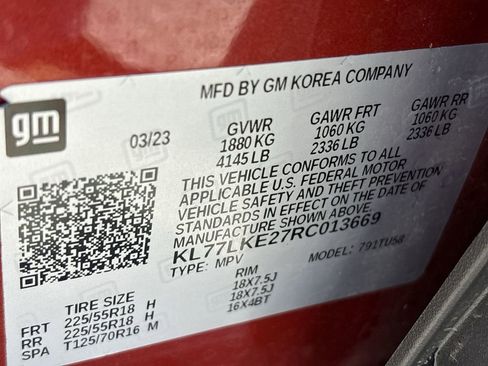 MFD BY GM KOREA COMPANY
gm
03/23 GVWR GAWR FRT GAWR RR
1880 KG 1060 KG 1060 KG
4145 LB 2336 LB 2336 LB
THIS VEHICLE CONFORMS TO ALL
APPLICABLE U.S. FEDERAL MOTOR
VEHICLE SAFETY AND THEFT PREVENTION
STANDARDS IN EFFECT ON THE DATE OF
MANUFACTURE SHOWN ABOVE.
KL77LKE27RC013669
TYPE: MPV MODEL: 791TU58
TIRE SIZE RIM
FRT 225/55R18 H 18X7.5J
RR 225/55R18 H 18X7.5J
SPA T125/70R16 M 16X4BT